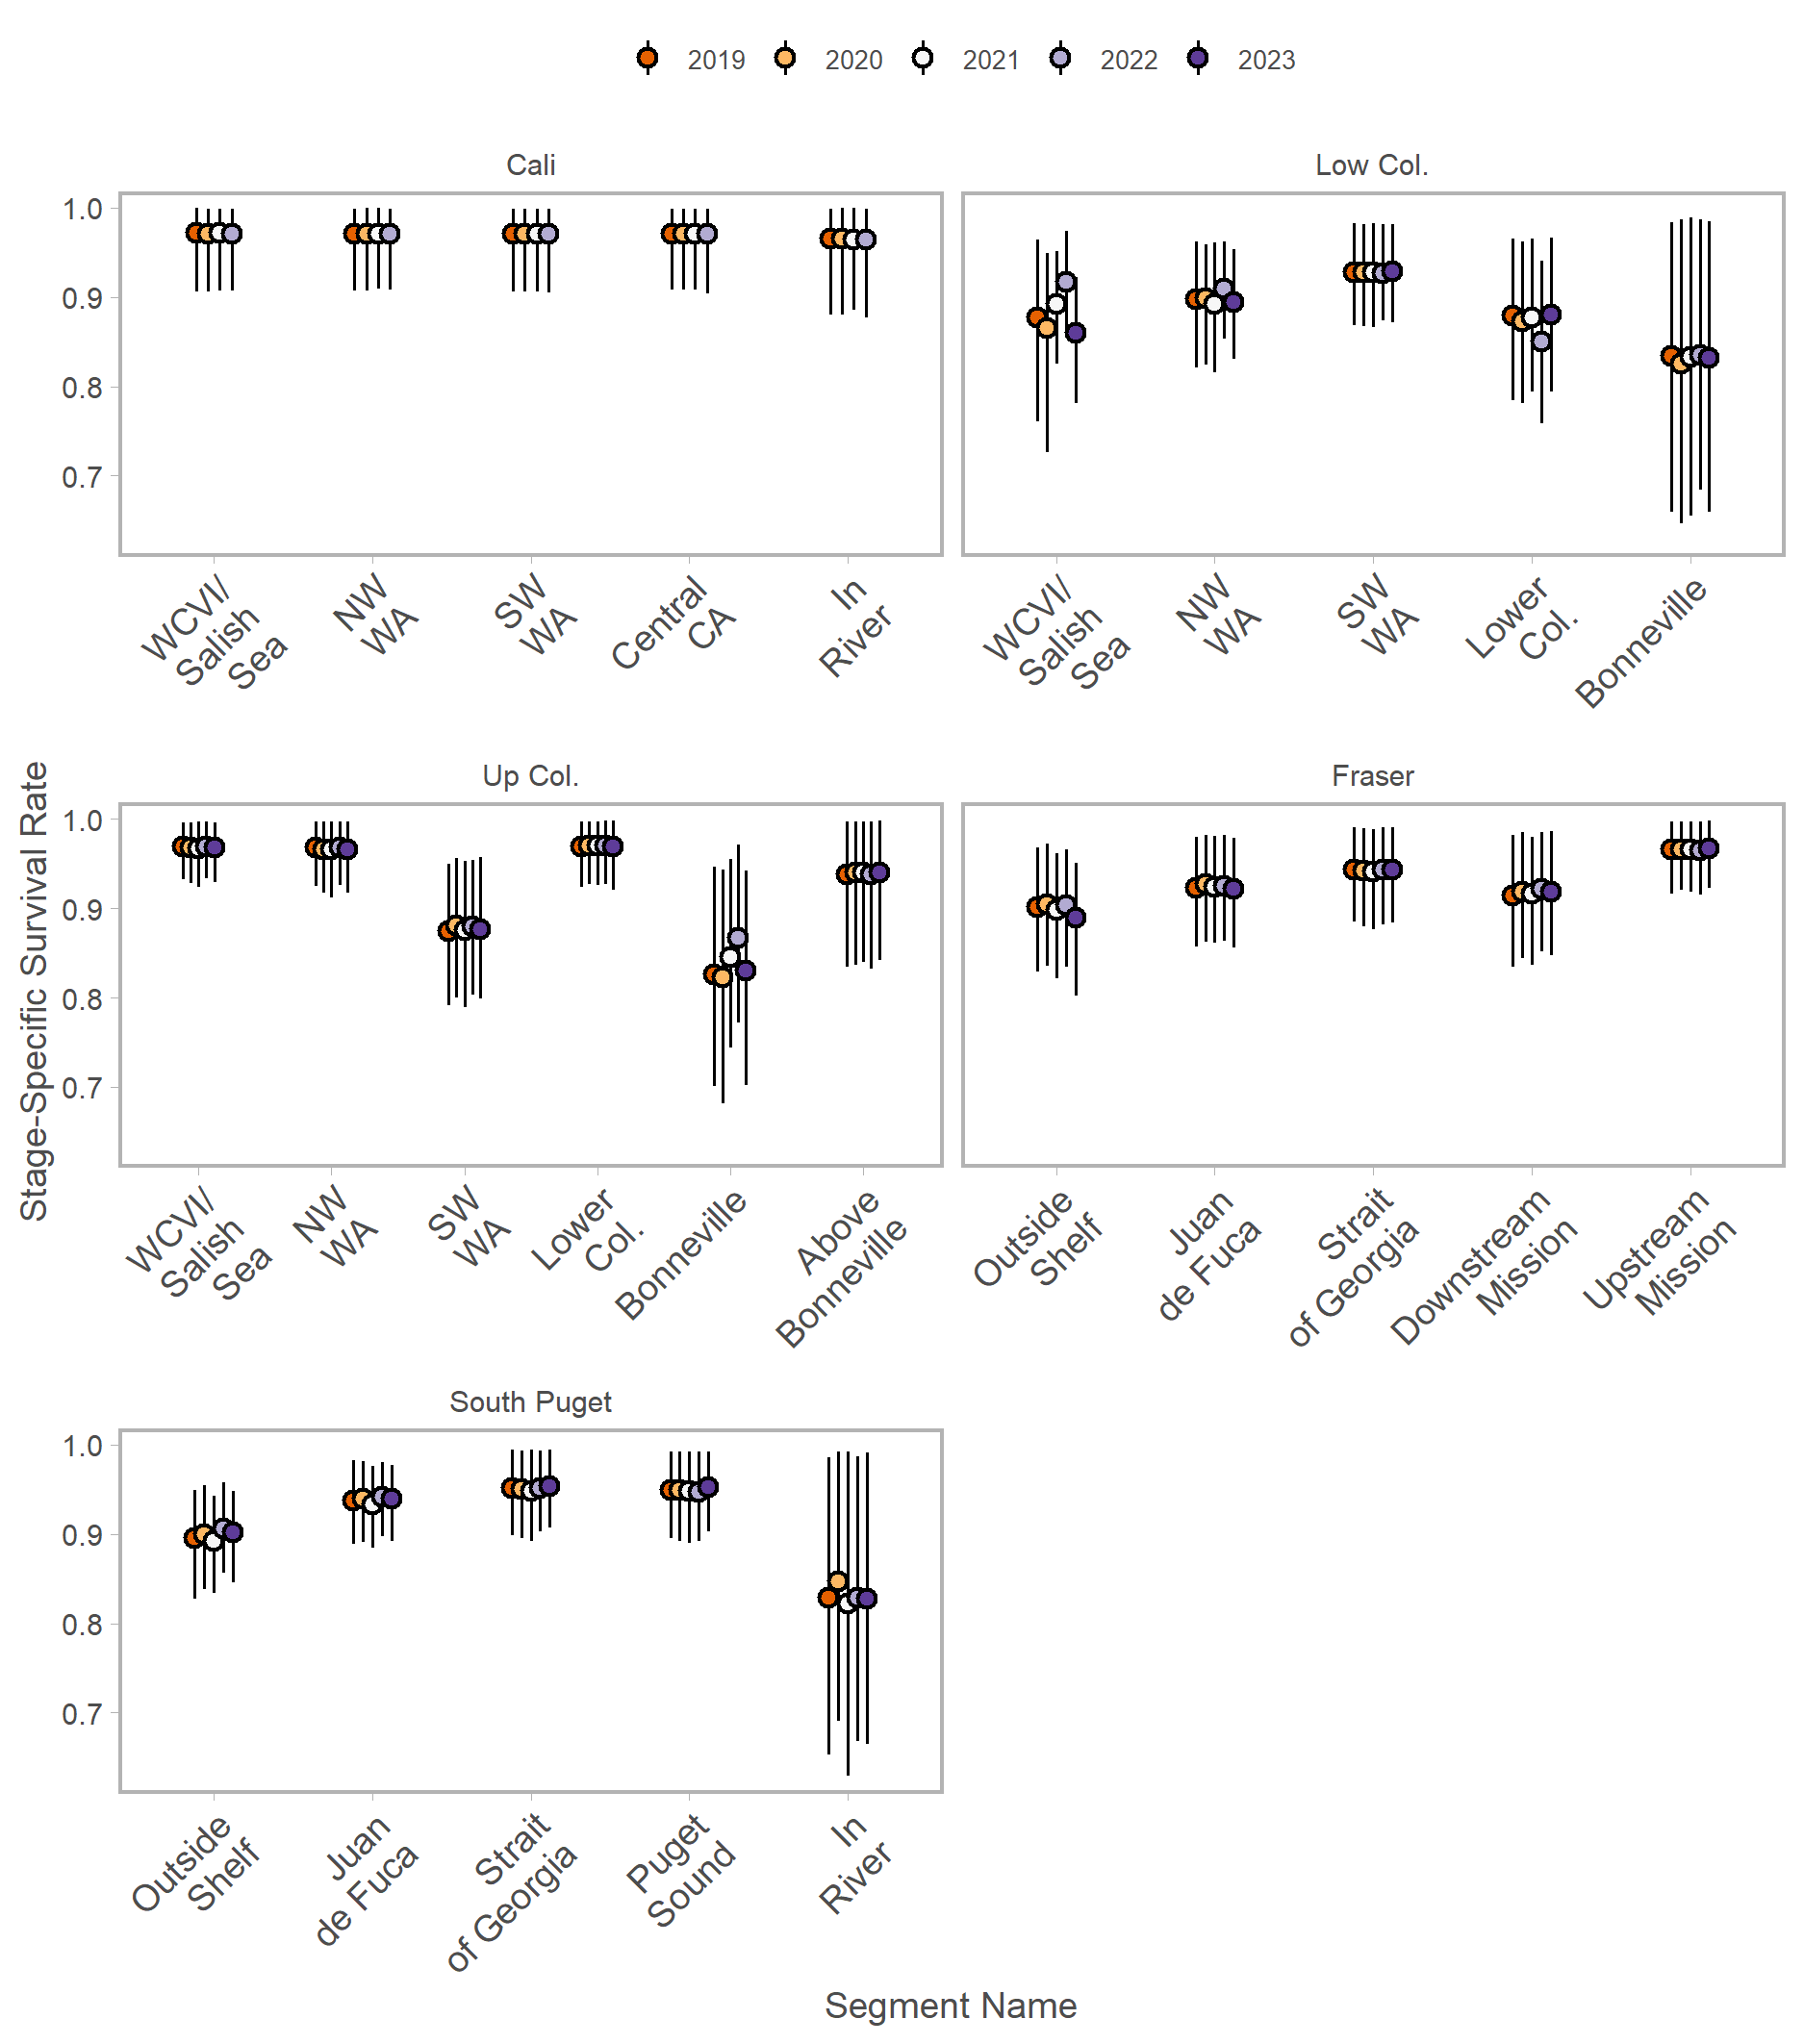 2019 2020 2021 2022 2023
Cali
Low Col.
1.0
0.9
0.8
0.7
WCVI/
Salish
Sea
NW
WA
SW
WA
Central
CA
In
River
WCVI/
Salish
Sea
NW
WA
SW
WA
Lower
Col.
Bonneville
Stage-Specific Survival Rate
Up Col.
Fraser
1.0
0.9
0.8
0.7
WCVI/
Salish
Sea
NW
WA
SW
WA
Lower
Col.
Bonneville
Above
Bonneville
Outside
Shelf
Juan
de Fuca
Strait
of Georgia
Downstream
Mission
Upstream
Mission
South Puget
1.0
0.9
0.8
0.7
Outside
Shelf
Juan
de Fuca
Strait
of Georgia
Puget
Sound
In
River
Segment Name